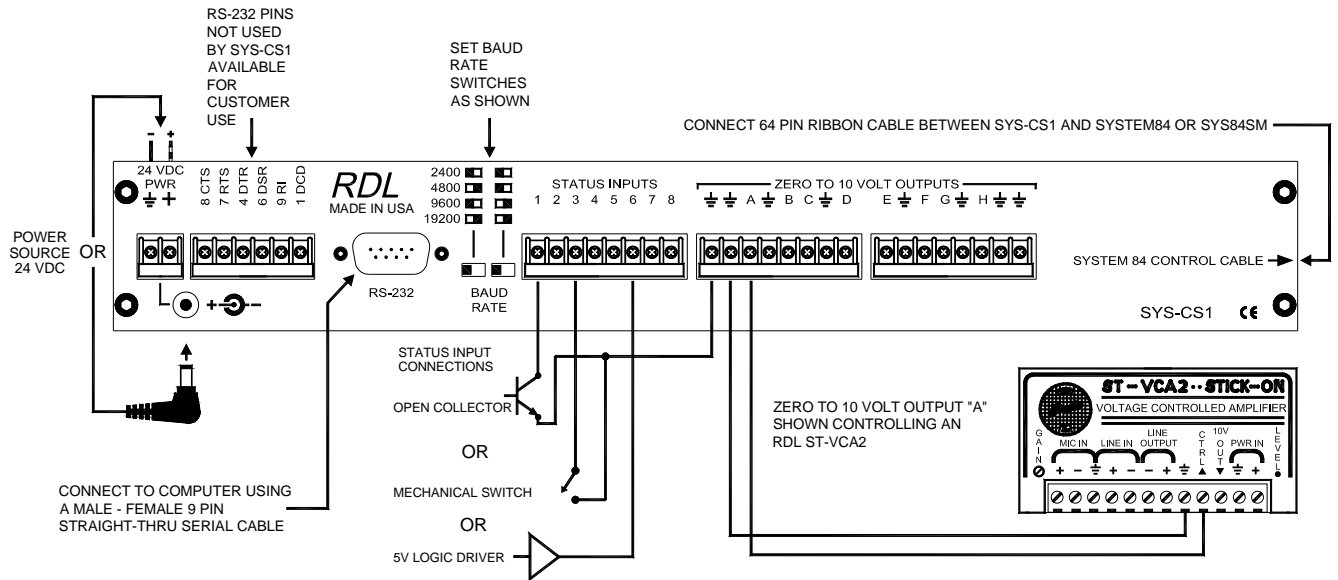 RS-232 PINS
NOT USED
BY SYS-CS1
AVAILABLE
FOR
CUSTOMER
USE
SET BAUD
RATE
SWITCHES
AS SHOWN
CONNECT 64 PIN RIBBON CABLE BETWEEN SYS-CS1 AND SYSTEM84 OR SYS84SM
- +
24 VDC
PWR
+
8 CTS
7 RTS
4 DTR
6 DSR
9 RI
1 DCD
RDL
MADE IN USA
2400
4800
9600
19200
STATUS INPUTS
1 2 3 4 5 6 7 8
ZERO TO 10 VOLT OUTPUTS
A B C D E F G H
POWER
SOURCE
24 VDC
OR
RS-232
BAUD
RATE
SYSTEM 84 CONTROL CABLE
+ -
SYS-CS1 CE
STATUS INPUT
CONNECTIONS
OPEN COLLECTOR
OR
MECHANICAL SWITCH
OR
5V LOGIC DRIVER
CONNECT TO COMPUTER USING
A MALE - FEMALE 9 PIN
STRAIGHT-THRU SERIAL CABLE
ZERO TO 10 VOLT OUTPUT "A"
SHOWN CONTROLLING AN
RDL ST-VCA2
ST-VCA2·· STICK-ON
VOLTAGE CONTROLLED AMPLIFIER
GAIN
MIC IN
LINE IN
LINE
OUTPUT
CTRL
10V
OUT
PWR IN
LEVEL
+ - + - - + +